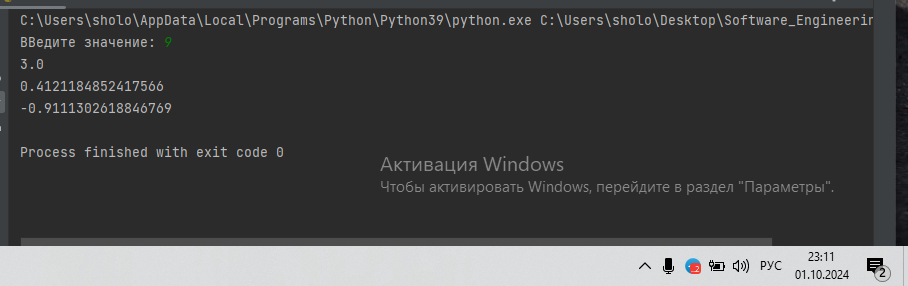 C:\Users\sholo\AppData\Local\Programs\Python\Python39\python.exe C:\Users\sholo\Desktop\Software_Engineerin
ВВедите значение: 9
3.0
0.4121184852417566
-0.9111302618846769
Process finished with exit code 0
Активация Windows
Чтобы активировать Windows, перейдите в раздел "Параметры".
23:11
РУС
01.10.2024
2